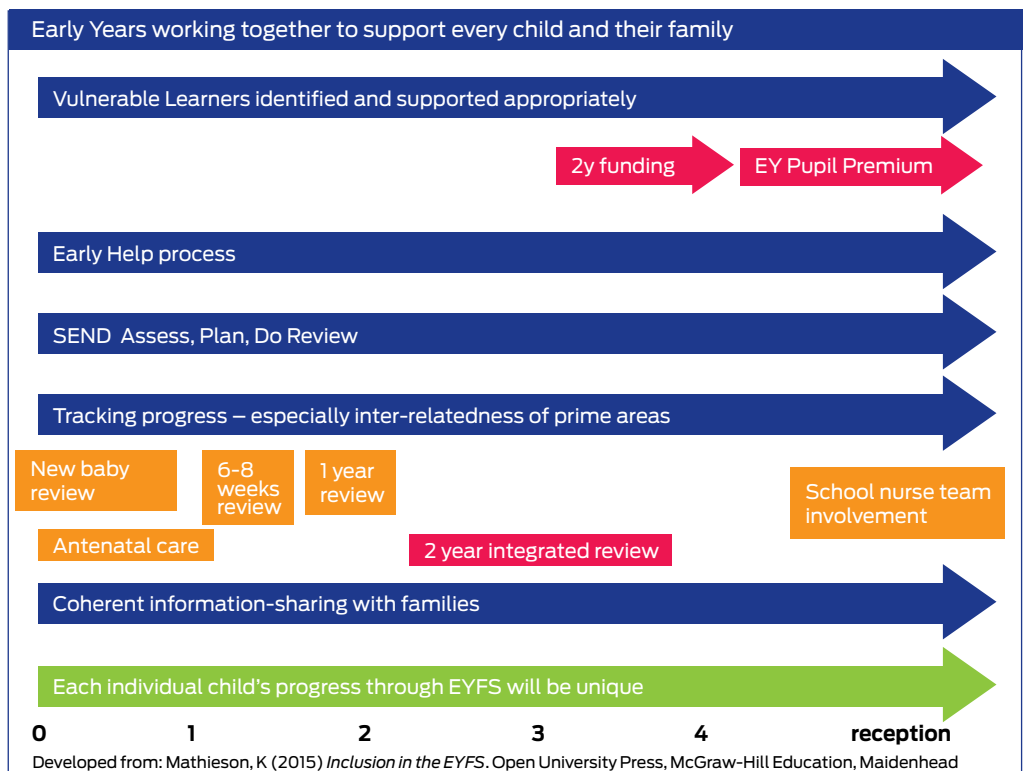 Early Years working together to support every child and their family
Vulnerable Learners identified and supported appropriately
2y funding
EY Pupil Premium
Early Help process
SEND  Assess, Plan, Do Review
Tracking progress – especially inter-relatedness of prime areas
New baby
review
6-8
weeks
review
1 year
review
School nurse team
involvement
Antenatal care
2 year integrated review
Coherent information-sharing with families
Each individual child’s progress through EYFS will be unique
0 1 2 3 4 reception
Developed from: Mathieson, K (2015) Inclusion in the EYFS. Open University Press, McGraw-Hill Education, Maidenhead